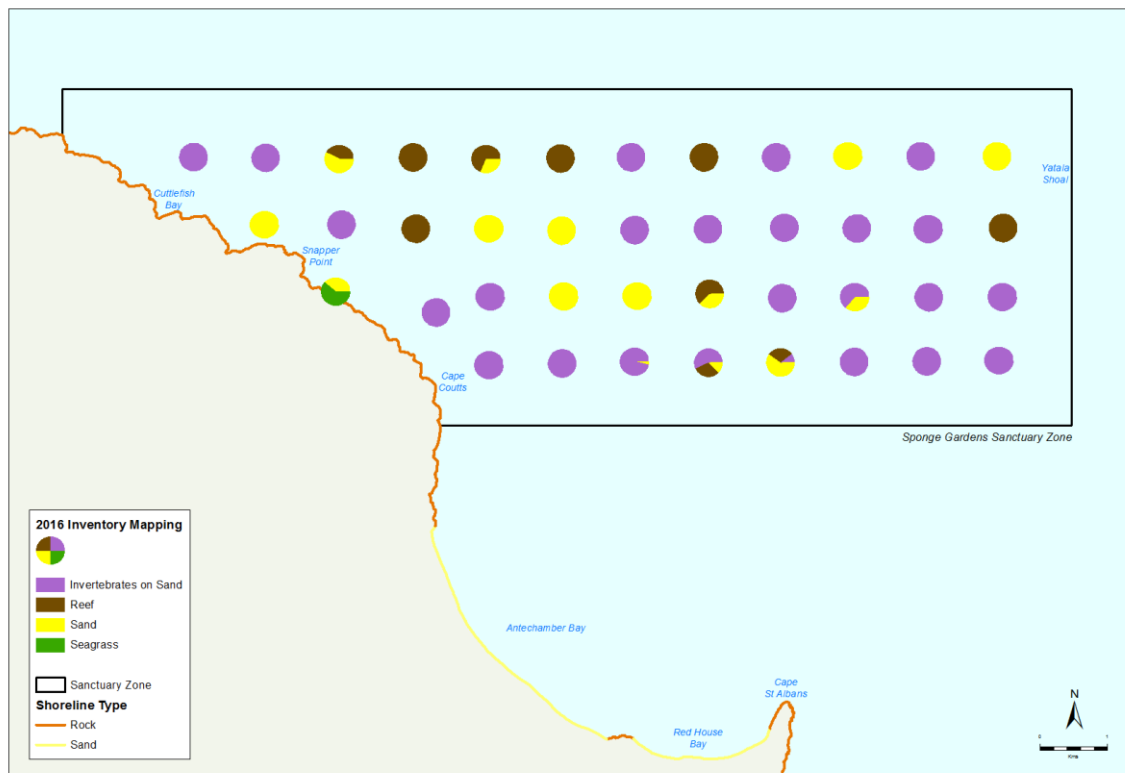 Yatala
Shoal
Cuttlefish
Bay
Snapper
Point
Cape
Coutts
Sponge Gardens Sanctuary Zone
2016 Inventory Mapping
Invertebrates on Sand
Reef
Sand
Seagrass
Sanctuary Zone
Shoreline Type
Rock
Sand
Antechamber Bay
Cape
St Albans
Red House
Bay
N
0
1
Kms